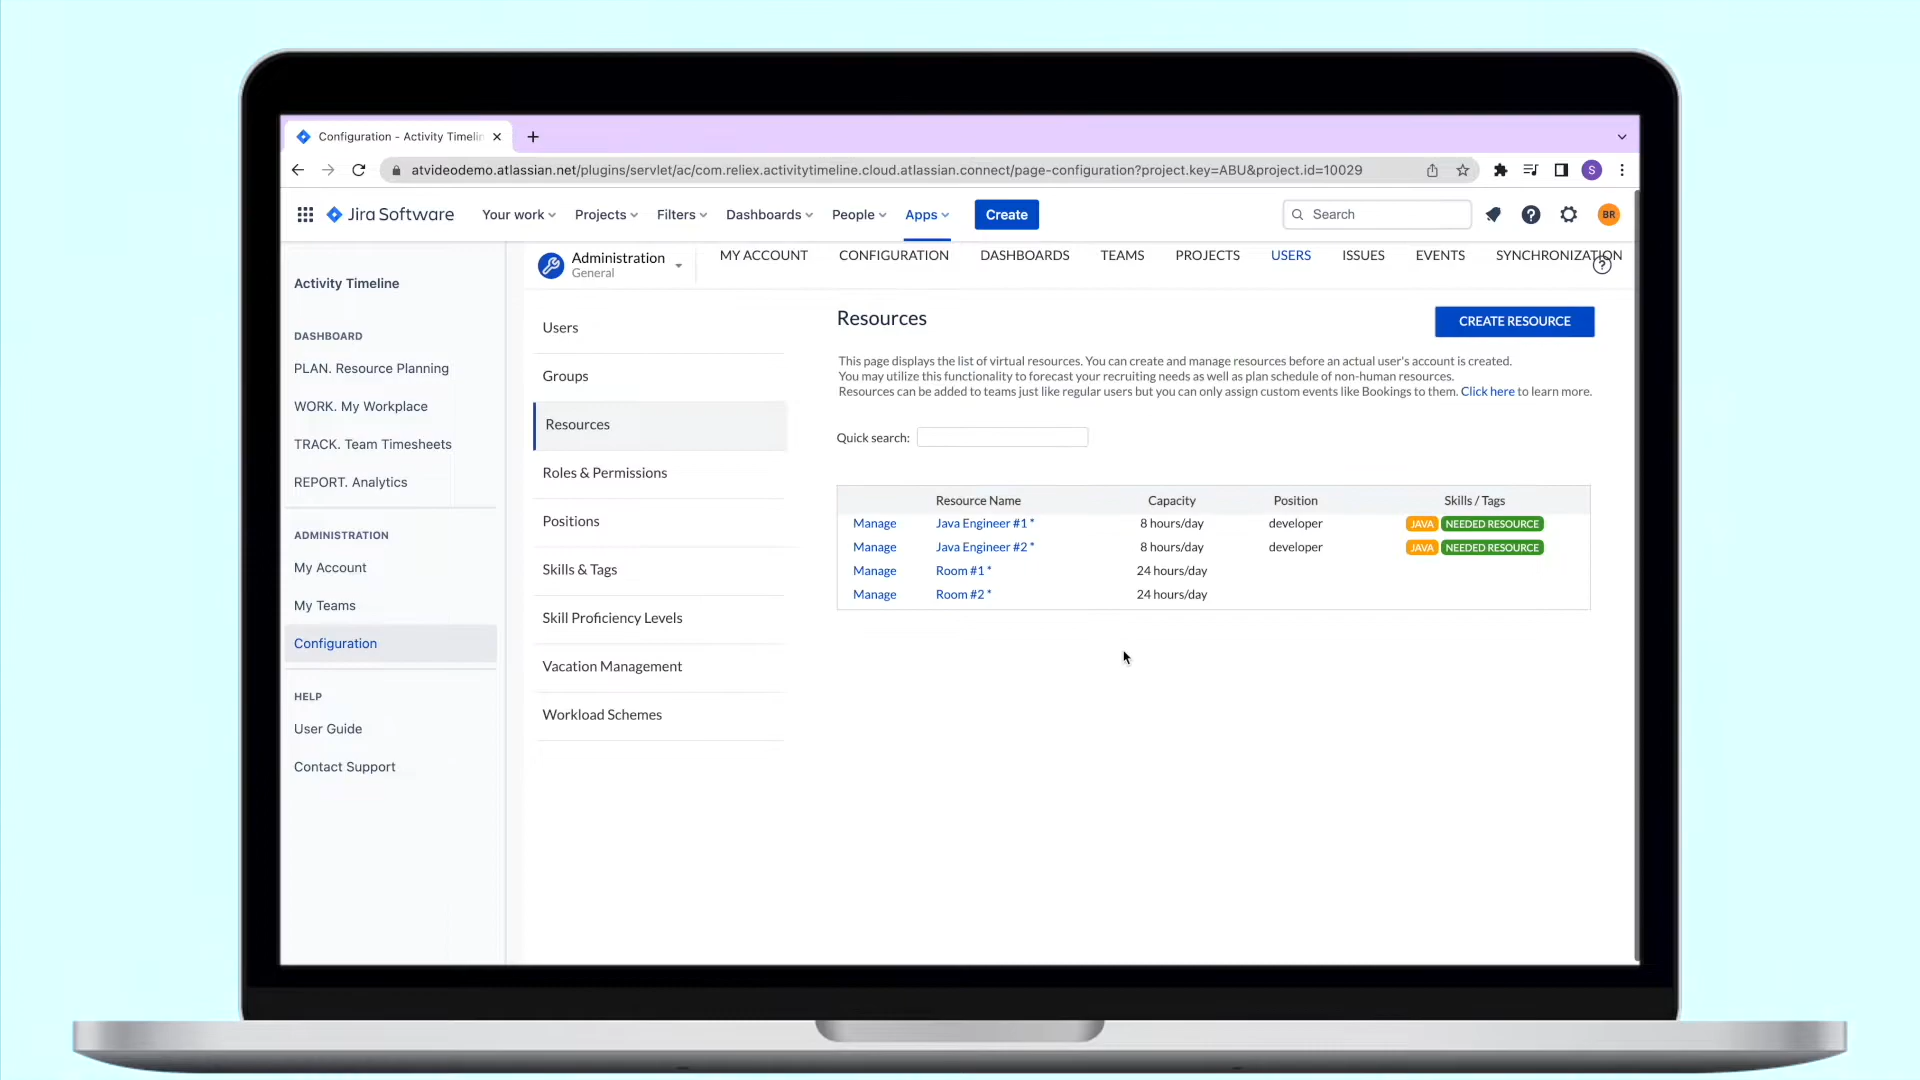 Configuration - Activity Timelin
atvideodemo.atlassian.net/plugins/servlet/ac/com.reliex.activitytimeline.cloud.atlassian.connect/page-configuration?project.key=ABU&project.id=10029
S
Jira Software
Your work
Projects
Filters
Dashboards
People
Apps
Create
Search
BR
Activity Timeline
DASHBOARD
PLAN. Resource Planning
WORK. My Workplace
TRACK. Team Timesheets
REPORT. Analytics
ADMINISTRATION
My Account
My Teams
Configuration
HELP
User Guide
Contact Support
Administration
General
MY ACCOUNT
CONFIGURATION
DASHBOARDS
TEAMS
PROJECTS
USERS
ISSUES
EVENTS
SYNCHRONIZATION
Users
Groups
Resources
Roles & Permissions
Positions
Skills & Tags
Skill Proficiency Levels
Vacation Management
Workload Schemes
Resources
CREATE RESOURCE
This page displays the list of virtual resources. You can create and manage resources before an actual user's account is created.
You may utilize this functionality to forecast your recruiting needs as well as plan schedule of non-human resources.
Resources can be added to teams just like regular users but you can only assign custom events like Bookings to them. Click here to learn more.
Quick search:
Resource Name Capacity Position Skills / Tags
Manage Java Engineer #1 * 8 hours/day developer JAVA NEEDED RESOURCE
Manage Java Engineer #2 * 8 hours/day developer JAVA NEEDED RESOURCE
Manage Room #1 * 24 hours/day
Manage Room #2 * 24 hours/day